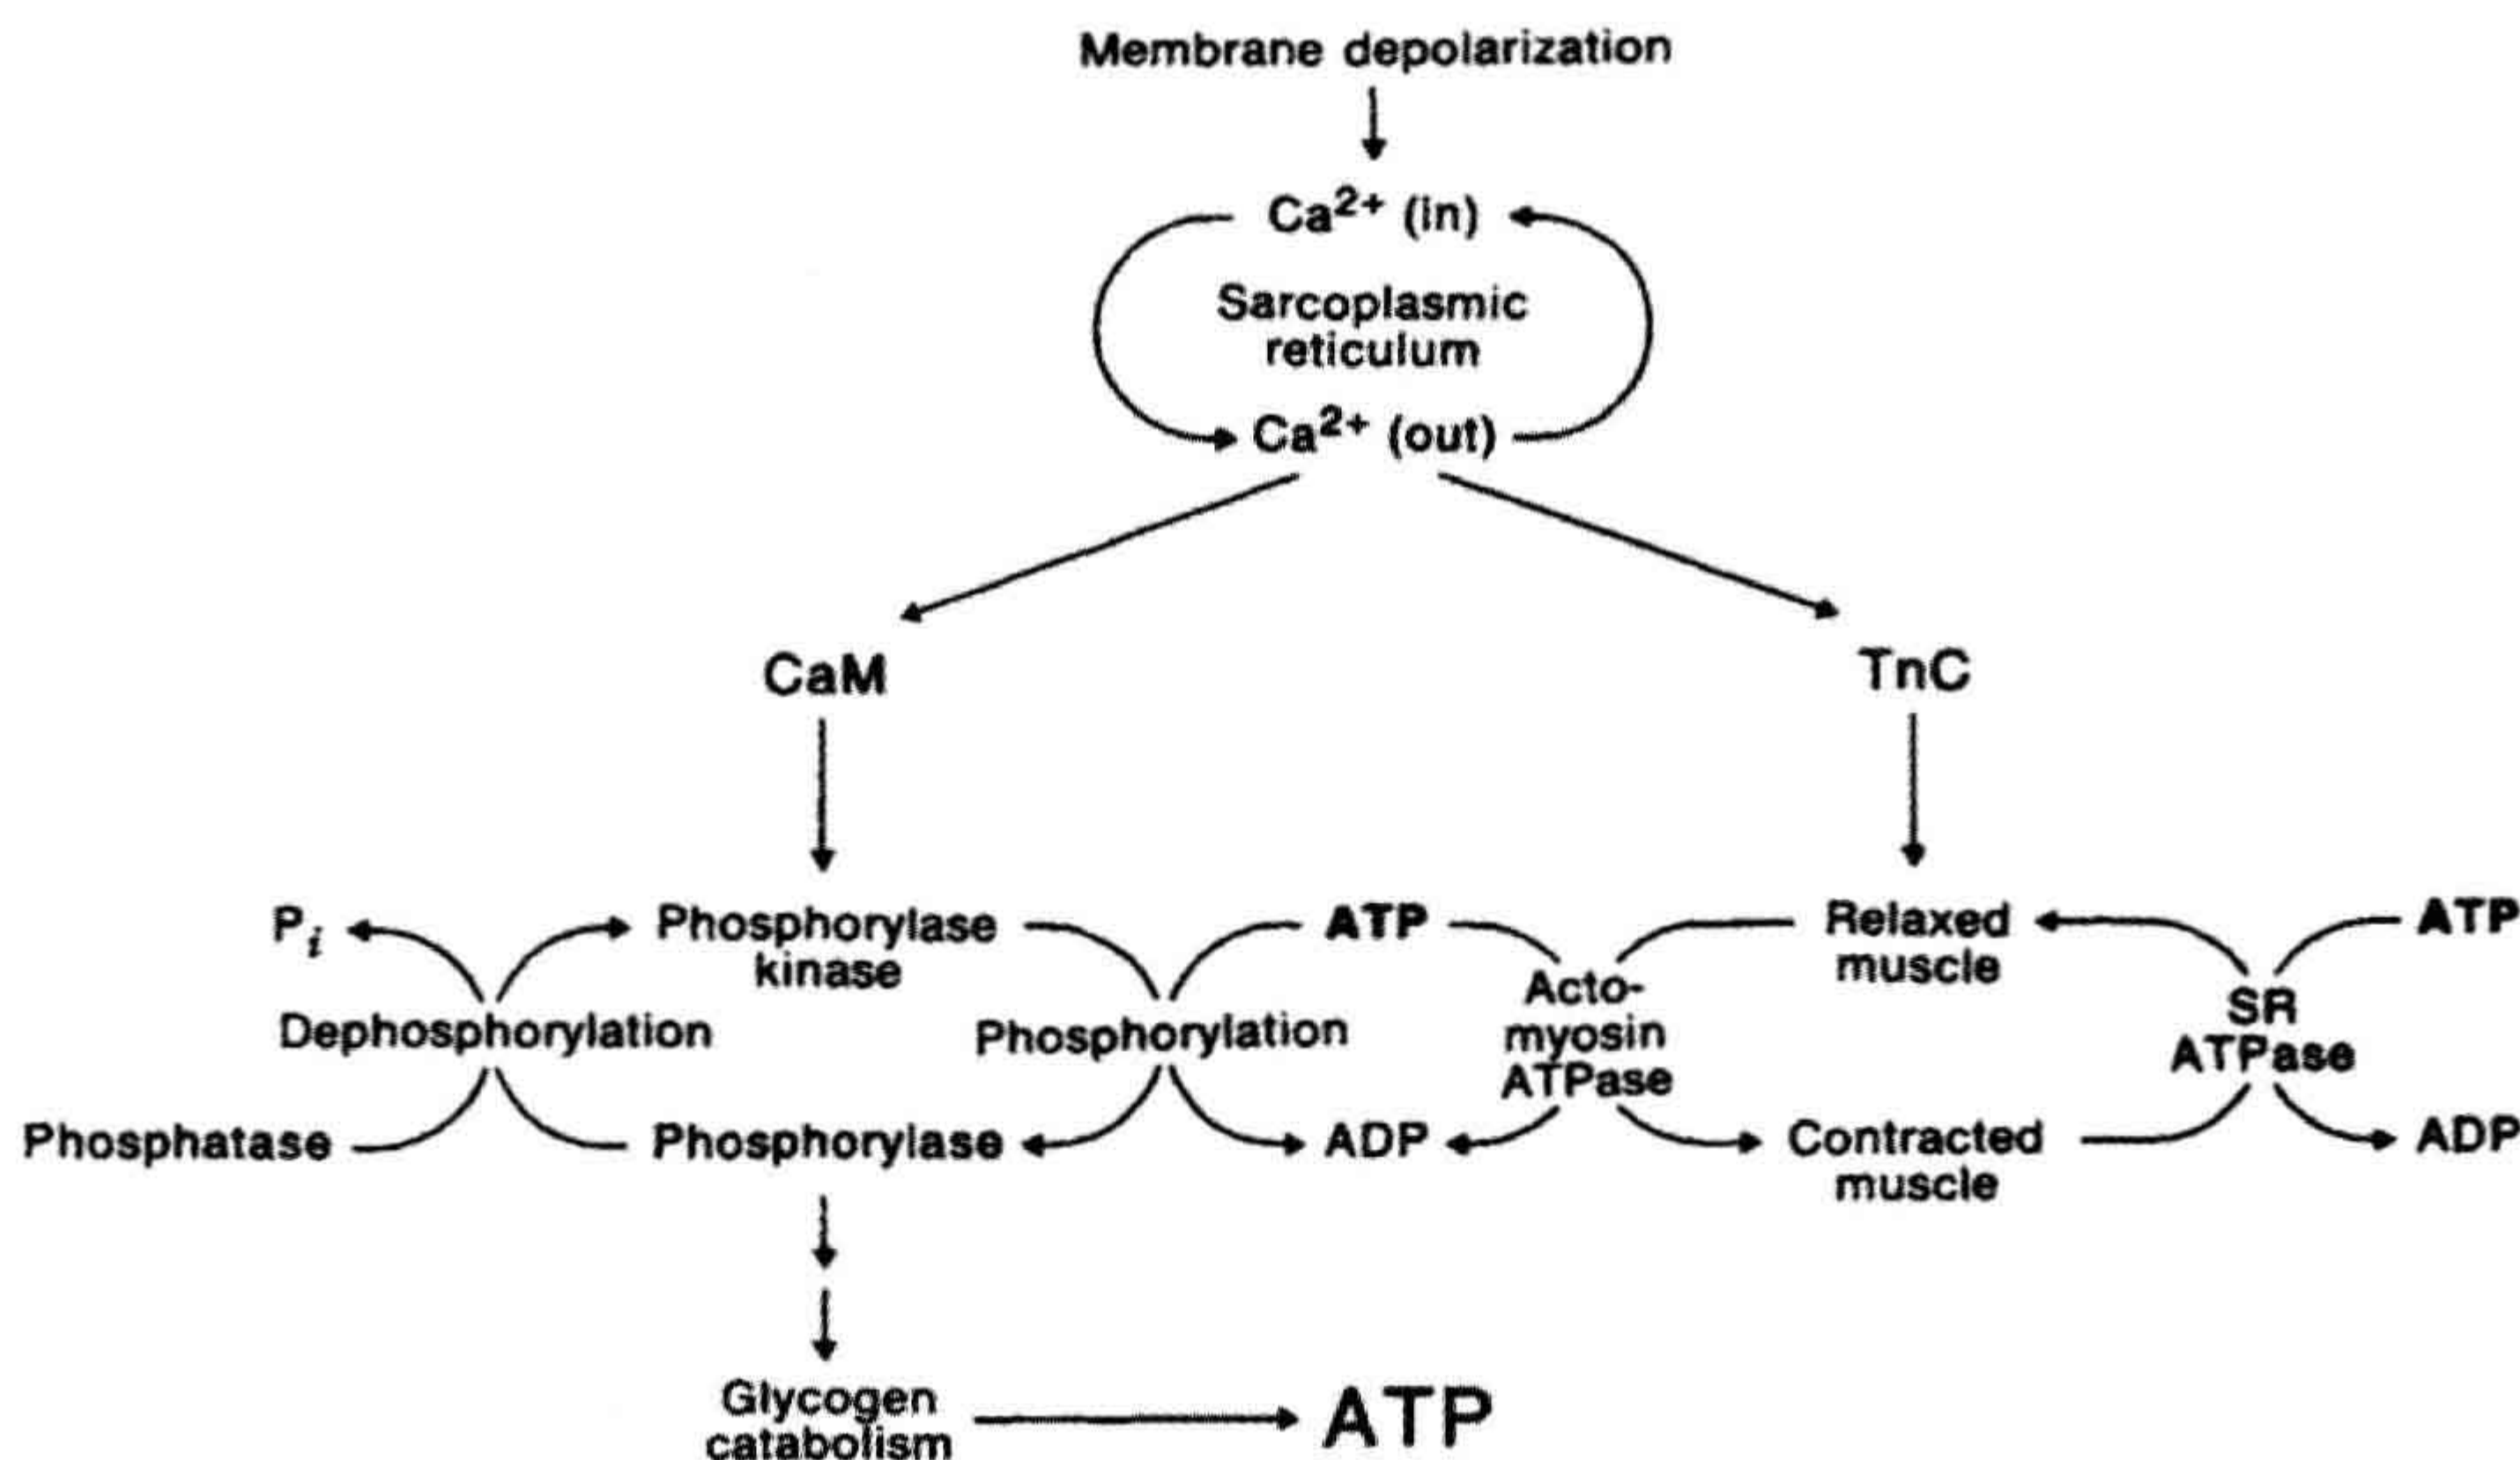 Membrane depolarization
Ca2+ (in)
Sarcoplasmic
reticulum
Ca2+ (out)
CaM
TnC
Pi
Phosphorylase
kinase
ATP
Relaxed
muscle
ATP
Dephosphorylation
Phosphorylation
Acto-
myosin
ATPase
SR
ATPase
Phosphatase
Phosphorylase
ADP
Contracted
muscle
ADP
Glycogen
catabolism
ATP